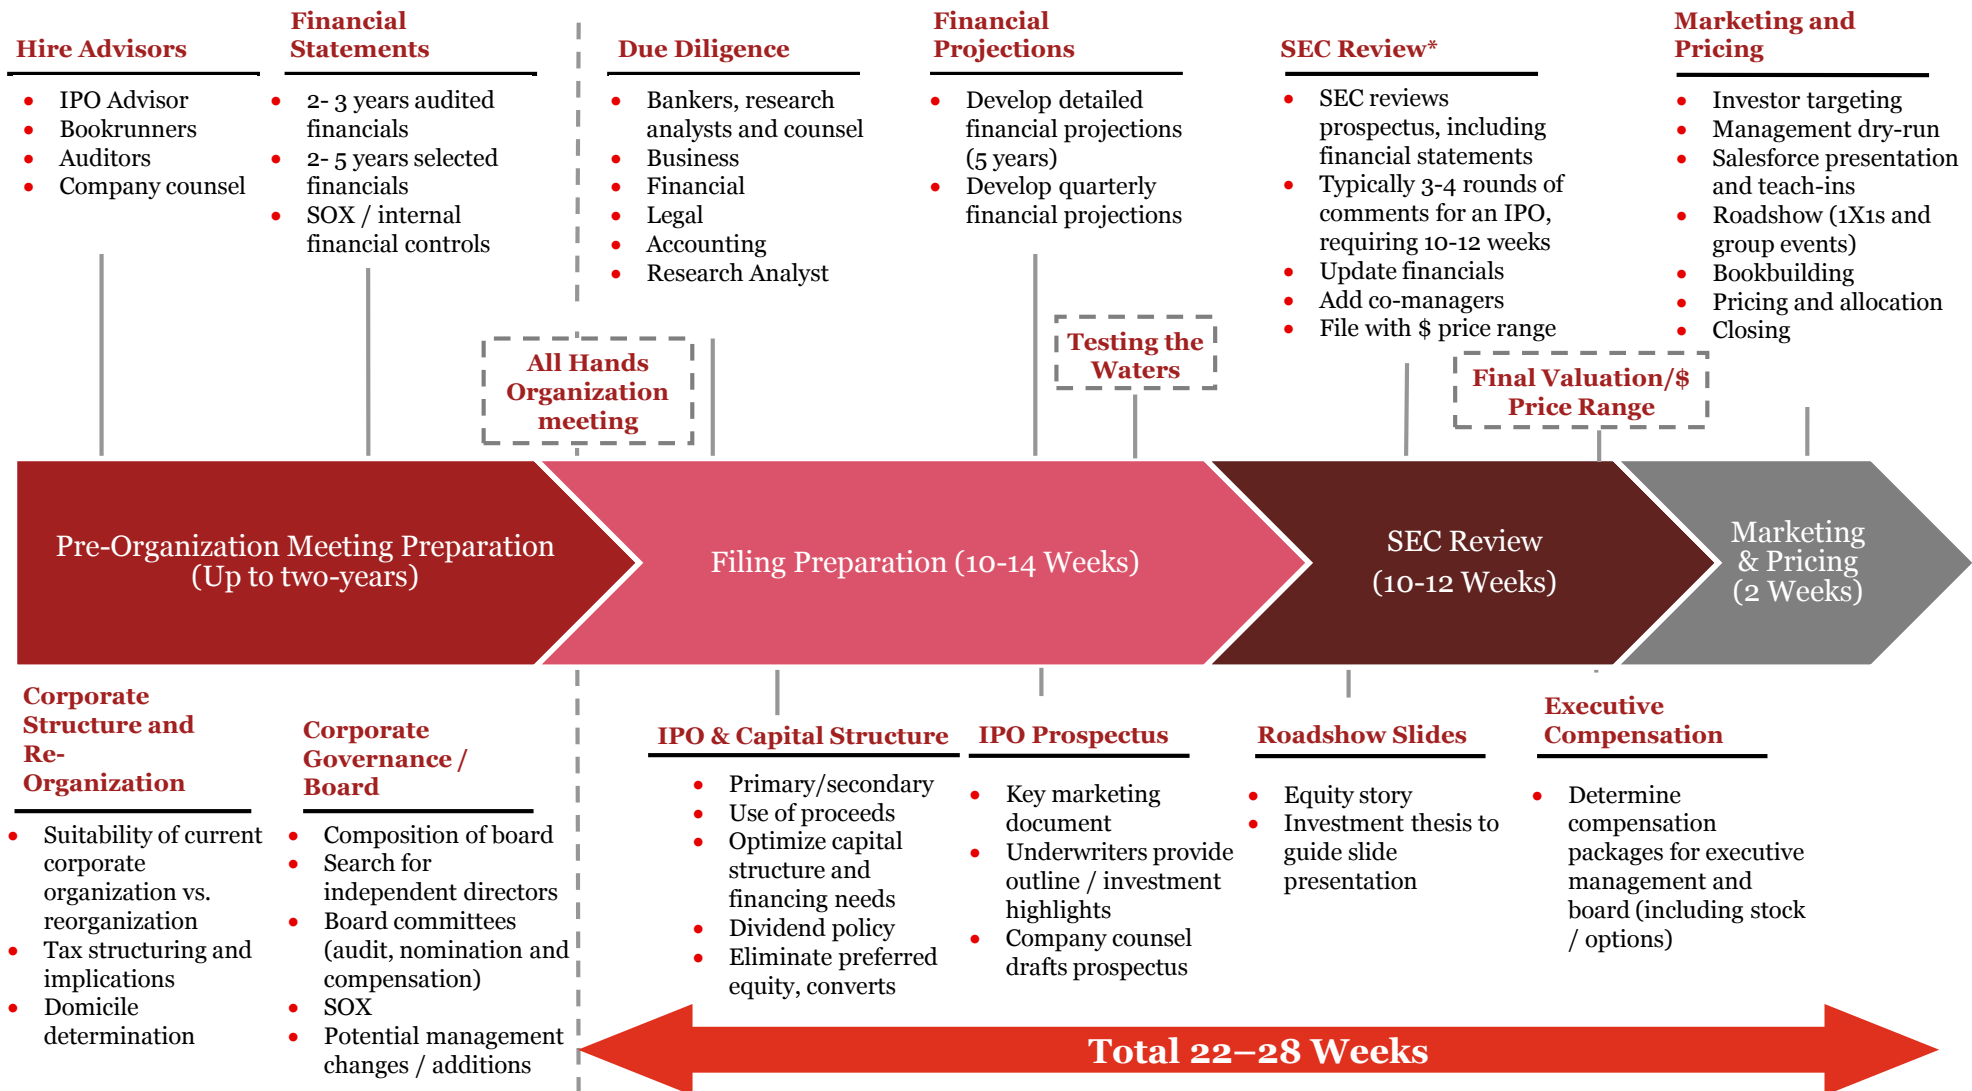 Hire Advisors
IPO Advisor
Bookrunners
Auditors
Company counsel
Financial
Statements
2- 3 years audited
financials
2- 5 years selected
financials
SOX / internal
financial controls
Due Diligence
Bankers, research
analysts and counsel
Business
Financial
Legal
Accounting
Research Analyst
Financial
Projections
Develop detailed
financial projections
(5 years)
Develop quarterly
financial projections
SEC Review*
SEC reviews
prospectus, including
financial statements
Typically 3-4 rounds of
comments for an IPO,
requiring 10-12 weeks
Update financials
Add co-managers
File with $ price range
Marketing and
Pricing
Investor targeting
Management dry-run
Salesforce presentation
and teach-ins
Roadshow (1X1s and
group events)
Bookbuilding
Pricing and allocation
Closing
All Hands
Organization
meeting
Testing the
Waters
Final Valuation/$
Price Range
Pre-Organization Meeting Preparation
(Up to two-years)
Filing Preparation (10-14 Weeks)
SEC Review
(10-12 Weeks)
Marketing
& Pricing
(2 Weeks)
Corporate
Structure and
Re-
Organization
Suitability of current
corporate
organization vs.
reorganization
Tax structuring and
implications
Domicile
determination
Corporate
Governance /
Board
Composition of board
Search for
independent directors
Board committees
(audit, nomination and
compensation)
SOX
Potential management
changes / additions
IPO & Capital Structure
Primary/secondary
Use of proceeds
Optimize capital
structure and
financing needs
Dividend policy
Eliminate preferred
equity, converts
IPO Prospectus
Key marketing
document
Underwriters provide
outline / investment
highlights
Company counsel
drafts prospectus
Roadshow Slides
Equity story
Investment thesis to
guide slide
presentation
Executive
Compensation
Determine
compensation
packages for executive
management and
board (including stock
/ options)
Total 22–28 Weeks